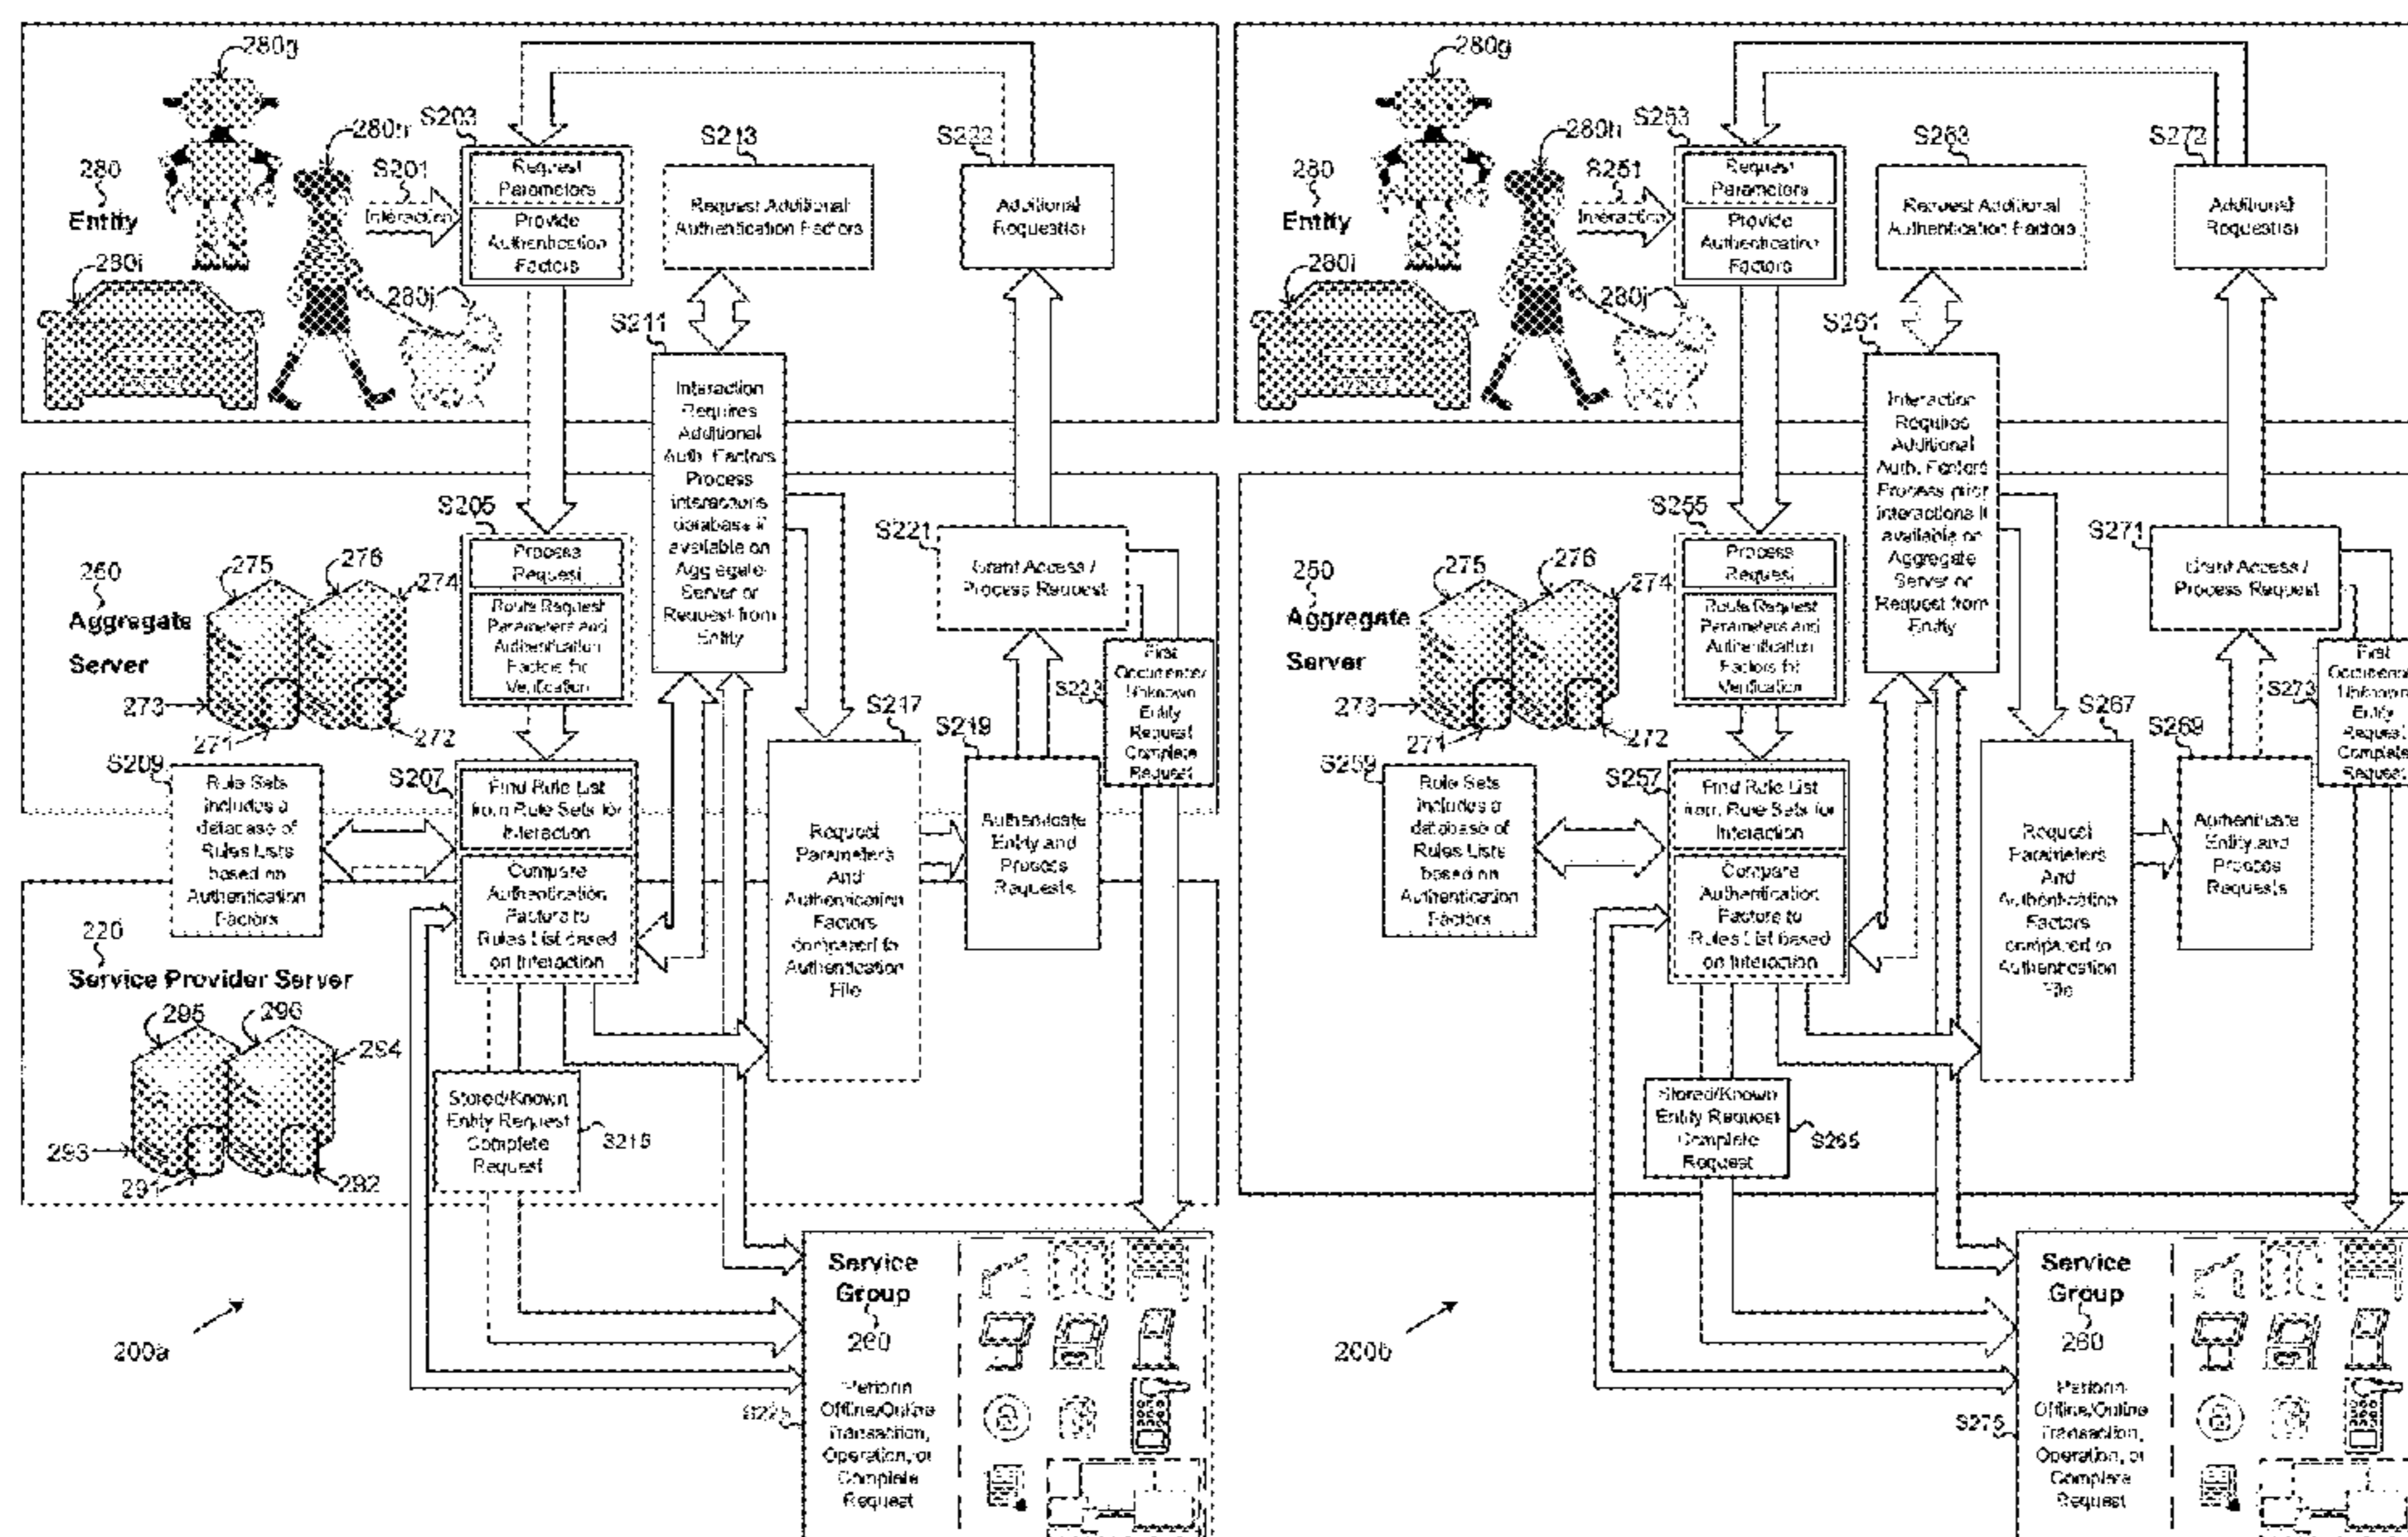 280g
280h
S203
S201
Interaction
280
Entity
280i
280j
Request
Parameters
Provide
Authentication
Factors
S213
Request Additional
Authentication Factors
S222
Additional
Request(s)
S211
Interaction
Requires
Additional
Auth. Factors
Process
interactions
database if
available on
Aggregate
Server or
Request from
Entity
S205
Process
Request
Route Request
Parameters and
Authentication
Factors for
Verification
250
Aggregate
Server
275
276
274
273
271
272
S221
Grant Access /
Process Request
S223
First
Occurrence/
Unknown
Entity
Request
Complete
Request
S209
Rule Sets
includes a
database of
Rules Lists
based on
Authentication
Factors
S207
Find Rule List
from Rule Sets for
Interaction
Compare
Authentication
Factors to
Rules List based
on Interaction
S217
Request
Parameters
And
Authentication
Factors
compared to
Authentication
File
S219
Authenticate
Entity and
Process
Requests
220
Service Provider Server
295
296
294
293
291
292
Stored/Known
Entity Request
Complete
Request
S215
200a
Service
Group
260
S225
Perform
Offline/Online
Transaction,
Operation, or
Complete
Request
280g
280h
S253
S251
Interaction
280
Entity
280i
280j
Request
Parameters
Provide
Authentication
Factors
S263
Request Additional
Authentication Factors
S272
Additional
Request(s)
S261
Interaction
Requires
Additional
Auth. Factors
Process prior
interactions if
available on
Aggregate
Server or
Request from
Entity
S255
Process
Request
Route Request
Parameters and
Authentication
Factors for
Verification
250
Aggregate
Server
275
276
274
273
271
272
S271
Grant Access /
Process Request
S273
First
Unknown
Entity
Request
Complete
Request
S259
Rule Sets
includes a
database of
Rules Lists
based on
Authentication
Factors
S257
Find Rule List
from Rule Sets for
Interaction
Compare
Authentication
Factors to
Rules List based
on Interaction
S267
Request
Parameters
And
Authentication
Factors
compared to
Authentication
File
S269
Authenticate
Entity and
Process
Requests
Stored/Known
Entity Request
Complete
Request
S265
200b
Service
Group
260
S275
Perform
Offline/Online
Transaction,
Operation, or
Complete
Request